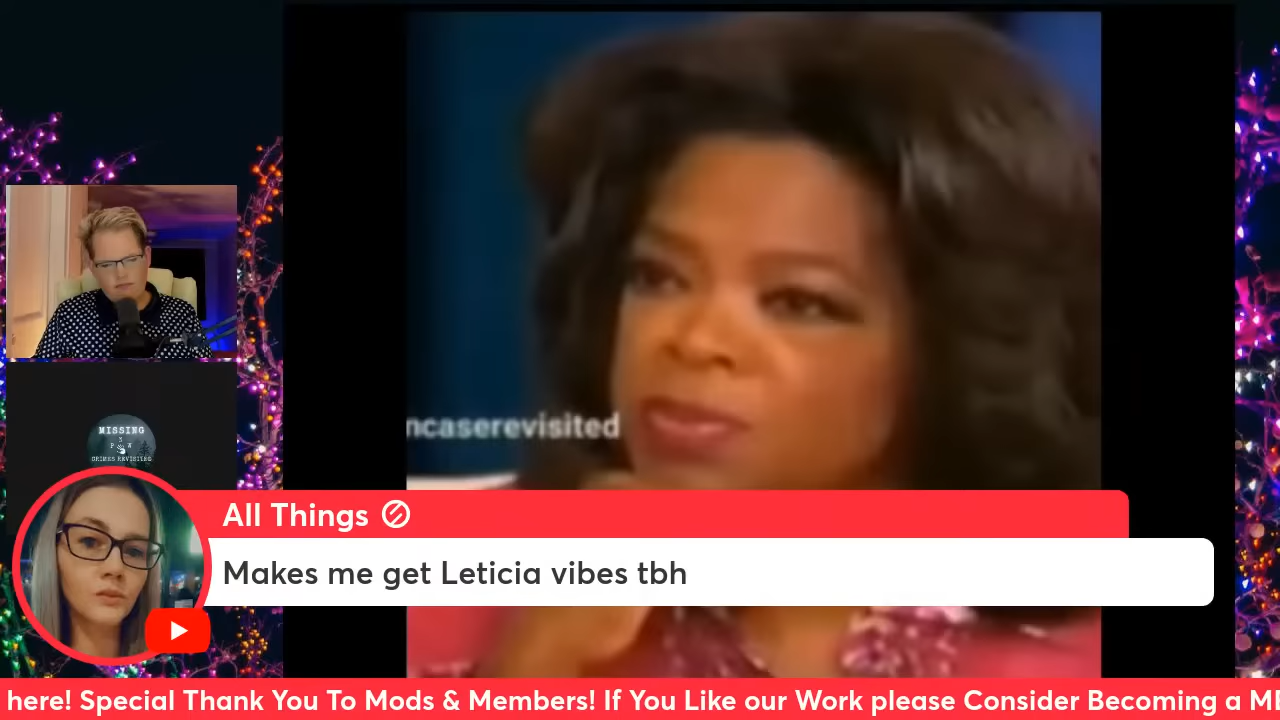 MISSING
CRIMES REVISITED
ncaserevisited
All Things
Makes me get Leticia vibes tbh
here! Special Thank You To Mods & Members! If You Like our Work please Consider Becoming a ME